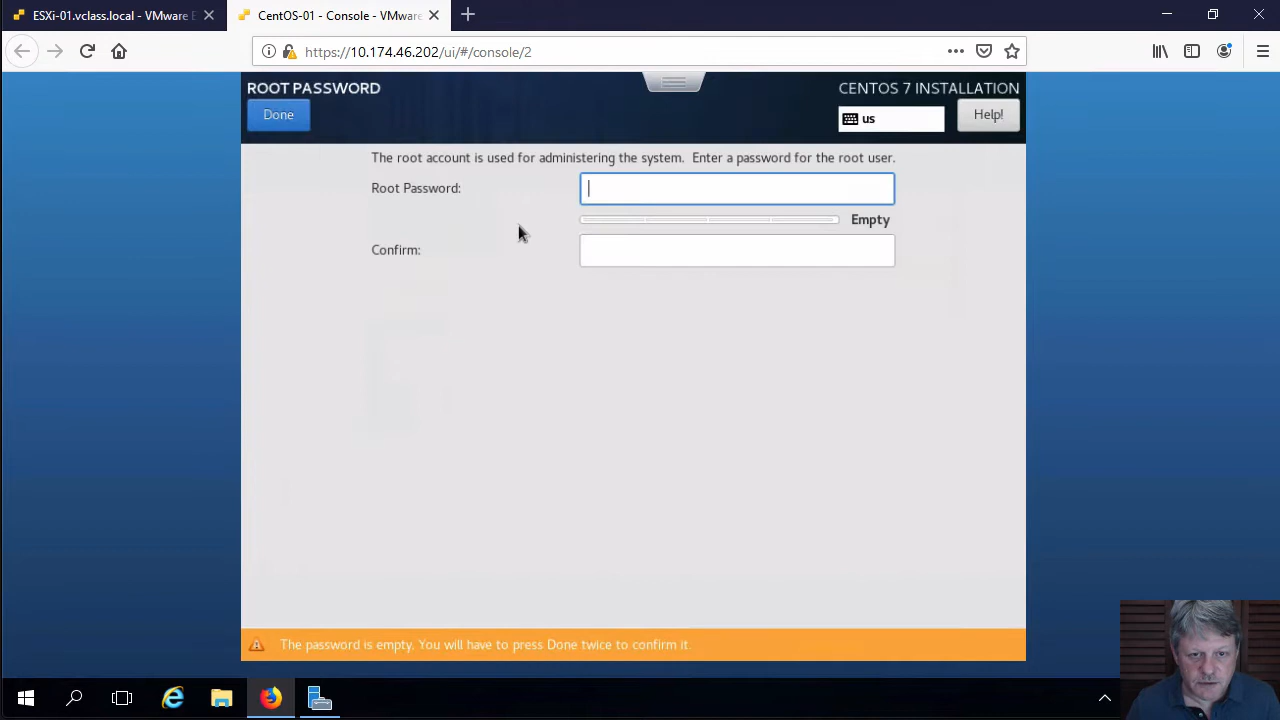 ESXi-01.vclass.local - VMware E
CentOS-01 - Console - VMware
https://10.174.46.202/ui/#/console/2
ROOT PASSWORD
CENTOS 7 INSTALLATION
Done
us
Help!
The root account is used for administering the system. Enter a password for the root user.
Root Password:
Empty
Confirm:
The password is empty. You will have to press Done twice to confirm it.